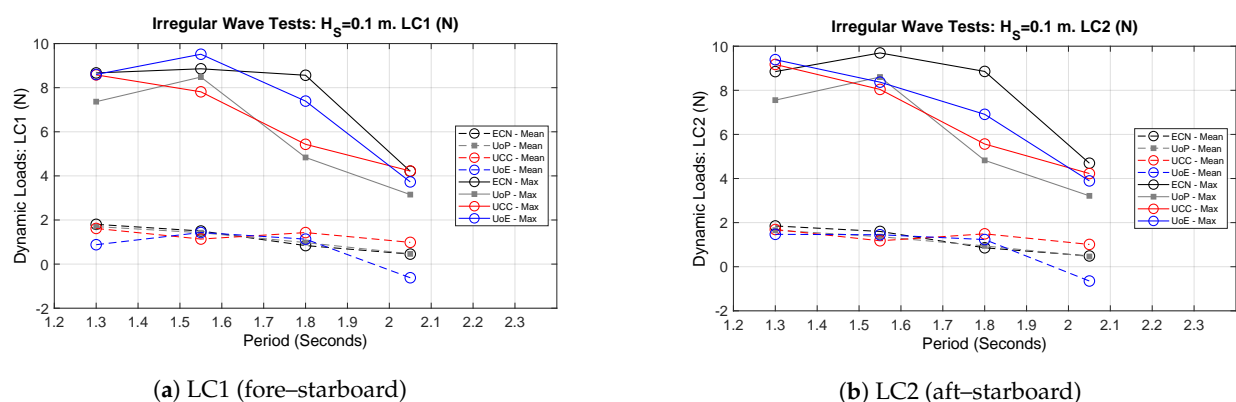 Irregular Wave Tests: H_S=0.1 m. LC1 (N)
10
8
6
4
2
0
-2
Dynamic Loads: LC1 (N)
ECN - Mean
UoP - Mean
UCC - Mean
UoE - Mean
ECN - Max
UoP - Max
UCC - Max
UoE - Max
1.2 1.3 1.4 1.5 1.6 1.7 1.8 1.9 2 2.1 2.2 2.3
Period (Seconds)
(a) LC1 (fore–starboard)
Irregular Wave Tests: H_S=0.1 m. LC2 (N)
10
8
6
4
2
0
-2
Dynamic Loads: LC2 (N)
ECN - Mean
UoP - Mean
UCC - Mean
UoE - Mean
ECN - Max
UoP - Max
UCC - Max
UoE - Max
1.2 1.3 1.4 1.5 1.6 1.7 1.8 1.9 2 2.1 2.2 2.3
Period (Seconds)
(b) LC2 (aft–starboard)